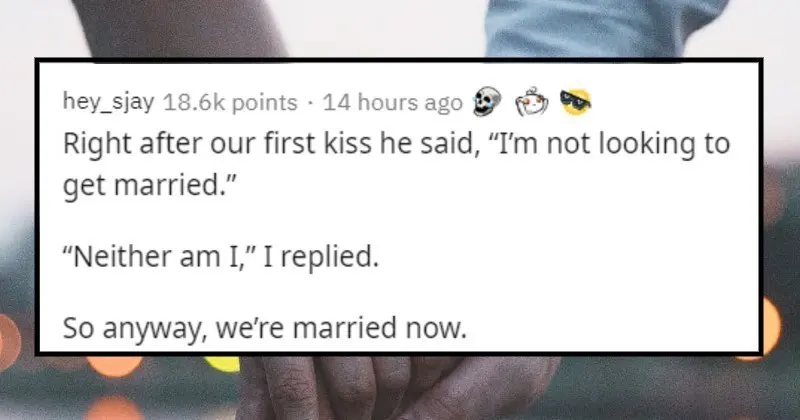 hey_sjay 18.6k points · 14 hours ago
Right after our first kiss he said, “I’m not looking to
get married.”
“Neither am I,” I replied.
So anyway, we’re married now.